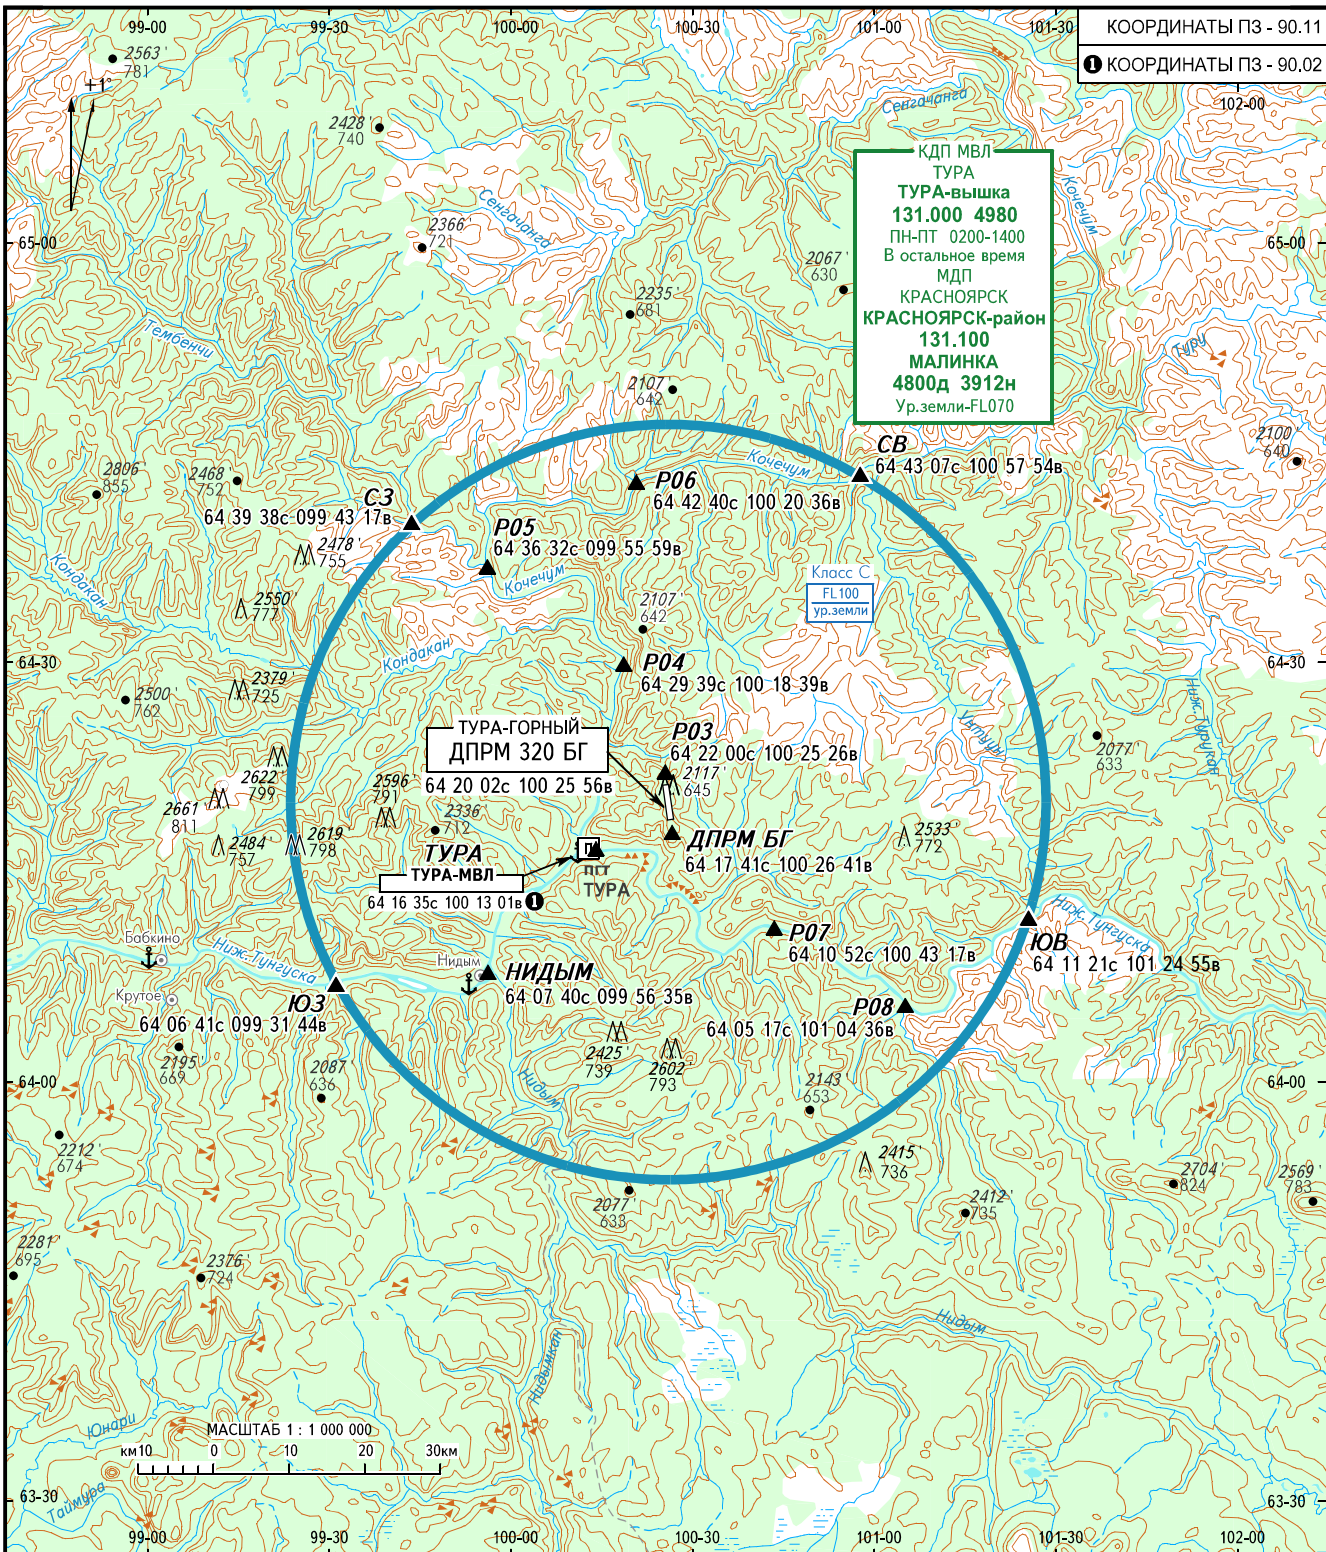 99-00
99-30
100-00
100-30
101-00
101-30
КООРДИНАТЫ ПЗ - 90.11
❶ КООРДИНАТЫ ПЗ - 90.02
102-00
2563'
781
+1°
2428'
740
Сенгачанга
Кочечум
КДП МВЛ
ТУРА
ТУРА-вышка
131.000 4980
ПН-ПТ 0200-1400
В остальное время
МДП
КРАСНОЯРСК
КРАСНОЯРСК-район
131.100
МАЛИНКА
4800д 3912н
Ур.земли-FL070
Сенгачанга
2366'
721
65-00
65-00
2067'
630
2235'
681
Тембенчи
Туру
2107'
642
2100'
640
СВ
64 43 07с 100 57 54в
Кочечум
2806'
855
2468'
752
Р06
64 42 40с 100 20 36в
СЗ
64 39 38с 099 43 17в
Р05
64 36 32с 099 55 59в
2478'
755
Кочечум
Кондакан
Класс С
FL100
ур.земли
2550'
777
2107'
642
Кондакан
64-30
64-30
Р04
64 29 39с 100 18 39в
2379'
725
2500'
762
Ниж.Турукан
Унтуцы
2077'
633
ТУРА-ГОРНЫЙ
ДПРМ 320 БГ
64 20 02с 100 25 56в
Р03
64 22 00с 100 25 26в
2117'
645
2622'
799
2596'
791
2661'
811
2336'
712
2484'
757
2619'
798
2533'
772
ДПРМ БГ
64 17 41с 100 26 41в
ТУРА
ТУРА-МВЛ
64 16 35с 100 13 01в ❶
П
ПГТ
ТУРА
Ниж.Тунгуска
Бабкино
Ниж.Тунгуска
Р07
64 10 52с 100 43 17в
ЮВ
64 11 21с 101 24 55в
Нидым
НИДЫМ
64 07 40с 099 56 35в
Крутое
ЮЗ
64 06 41с 099 31 44в
Р08
64 05 17с 101 04 36в
2195'
669
2087'
636
2425'
739
2602'
793
64-00
64-00
Нидым
2143'
653
2212'
674
2415'
736
2704'
824
2569'
783
2077'
633
2412'
735
2281'
695
2376'
724
Нидым
Нидымкан
Юнари
МАСШТАБ 1 : 1 000 000
км10
0
10
20
30км
Таймура
63-30
63-30
99-00
99-30
100-00
100-30
101-00
101-30
102-00